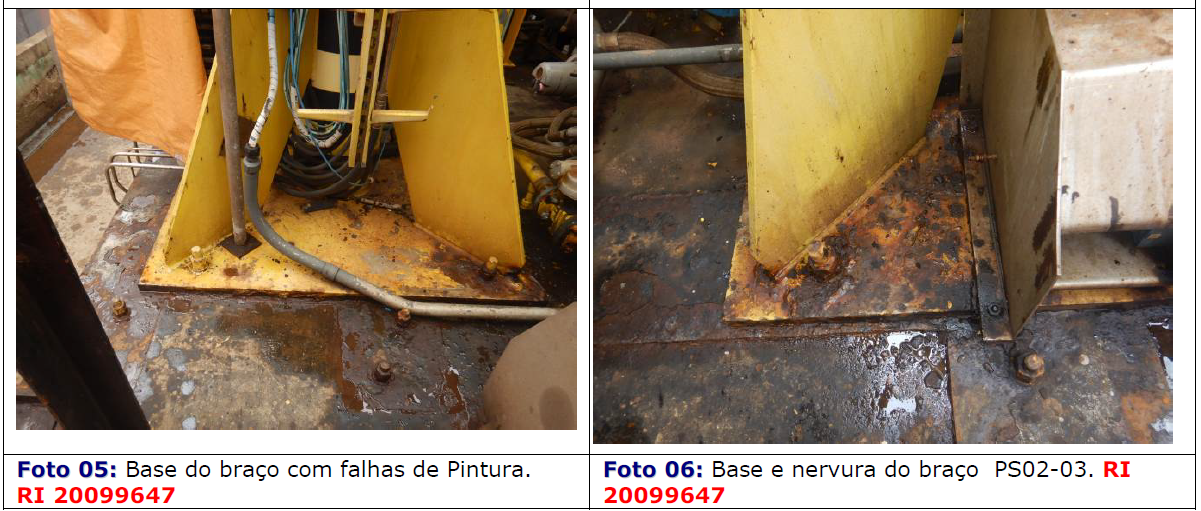 Foto 05: Base do braço com falhas de Pintura.
RI 20099647
Foto 06: Base e nervura do braço  PS02-03. RI
20099647